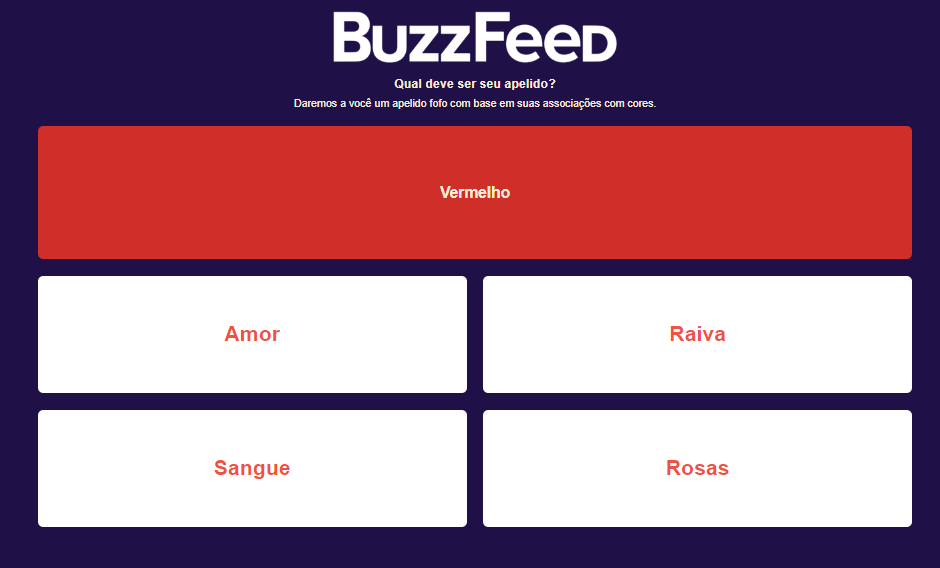 BuzzFeed
Qual deve ser seu apelido?
Daremos a você um apelido fofo com base em suas associações com cores.
Vermelho
Amor
Raiva
Sangue
Rosas